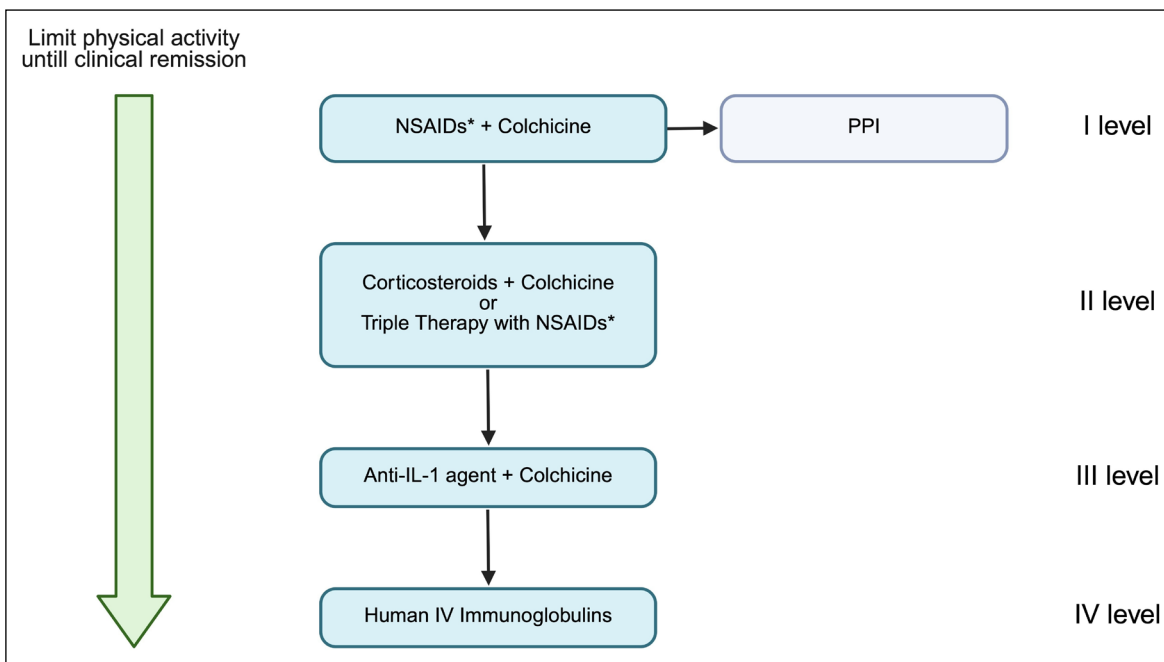 Limit physical activity
untill clinical remission
NSAIDs* + Colchicine
PPI
I level
Corticosteroids + Colchicine
or
Triple Therapy with NSAIDs*
II level
Anti-IL-1 agent + Colchicine
III level
Human IV Immunoglobulins
IV level